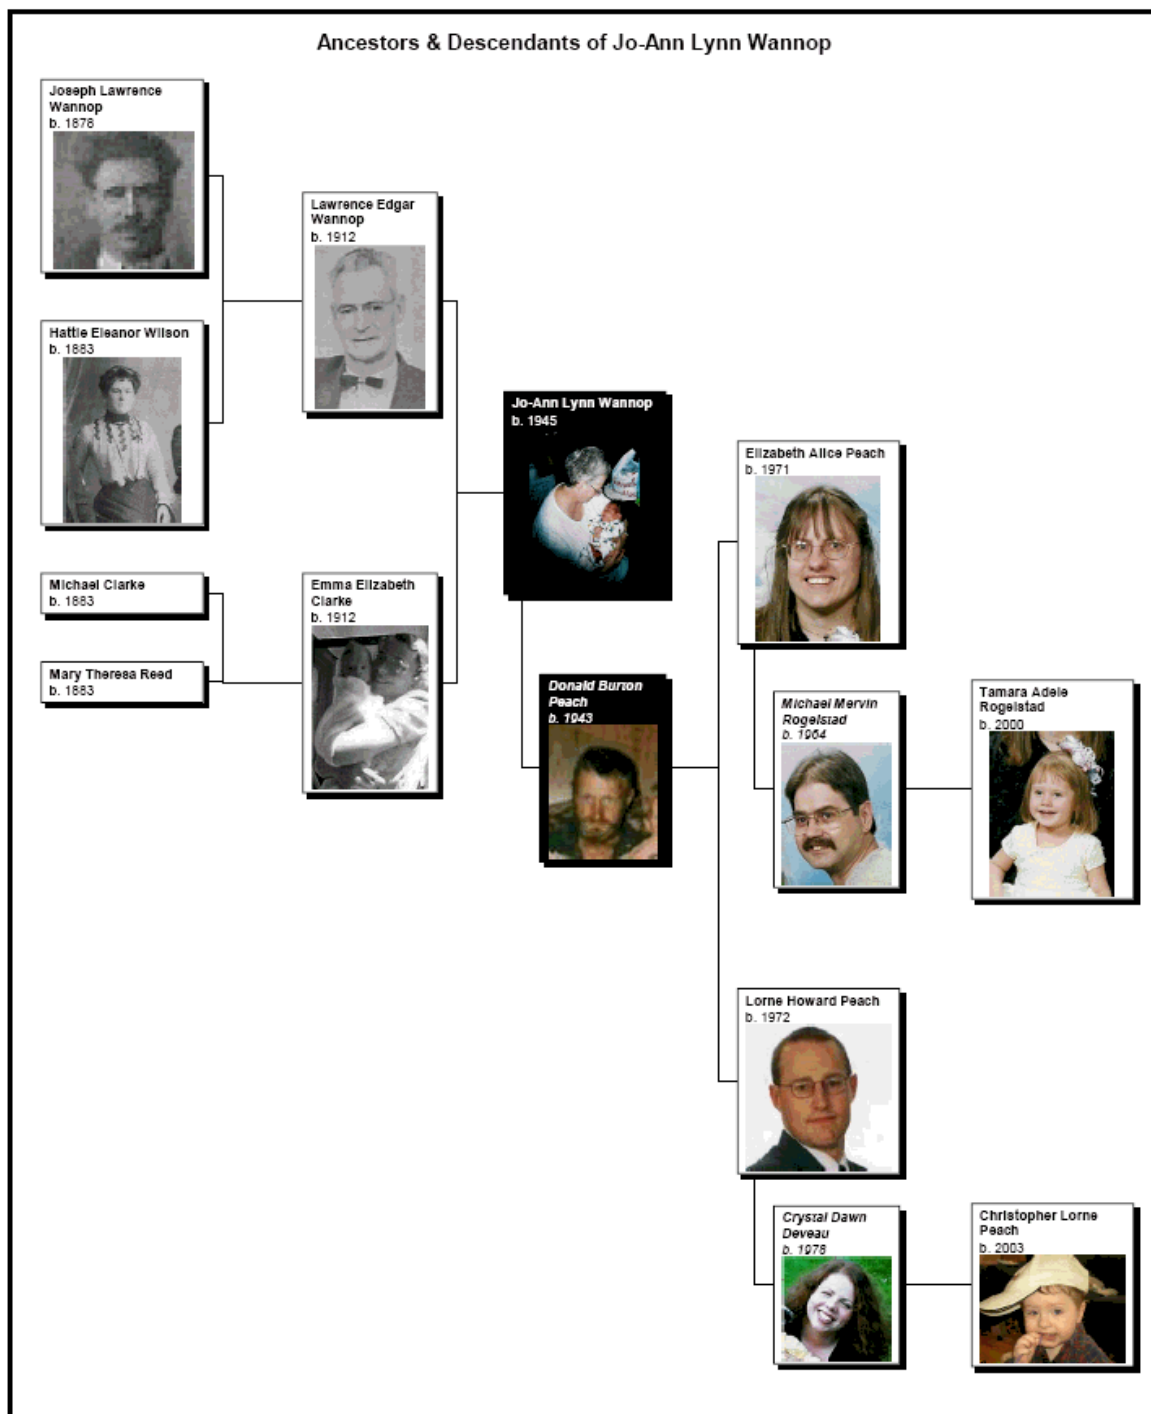 Ancestors & Descendants of Jo-Ann Lynn Wannop
Joseph Lawrence
Wannop
b. 1878
Hattie Eleanor Wilson
b. 1883
Michael Clarke
b. 1883
Mary Theresa Reed
b. 1883
Lawrence Edgar
Wannop
b. 1912
Emma Elizabeth
Clarke
b. 1912
Jo-Ann Lynn Wannop
b. 1945
Donald Burton
Peach
b. 1943
Elizabeth Alice Peach
b. 1971
Michael Mervin
Rogelstad
b. 1964
Tamara Adele
Rogelstad
b. 2000
Lorne Howard Peach
b. 1972
Crystal Dawn
Deveau
b. 1978
Christopher Lorne
Peach
b. 2003